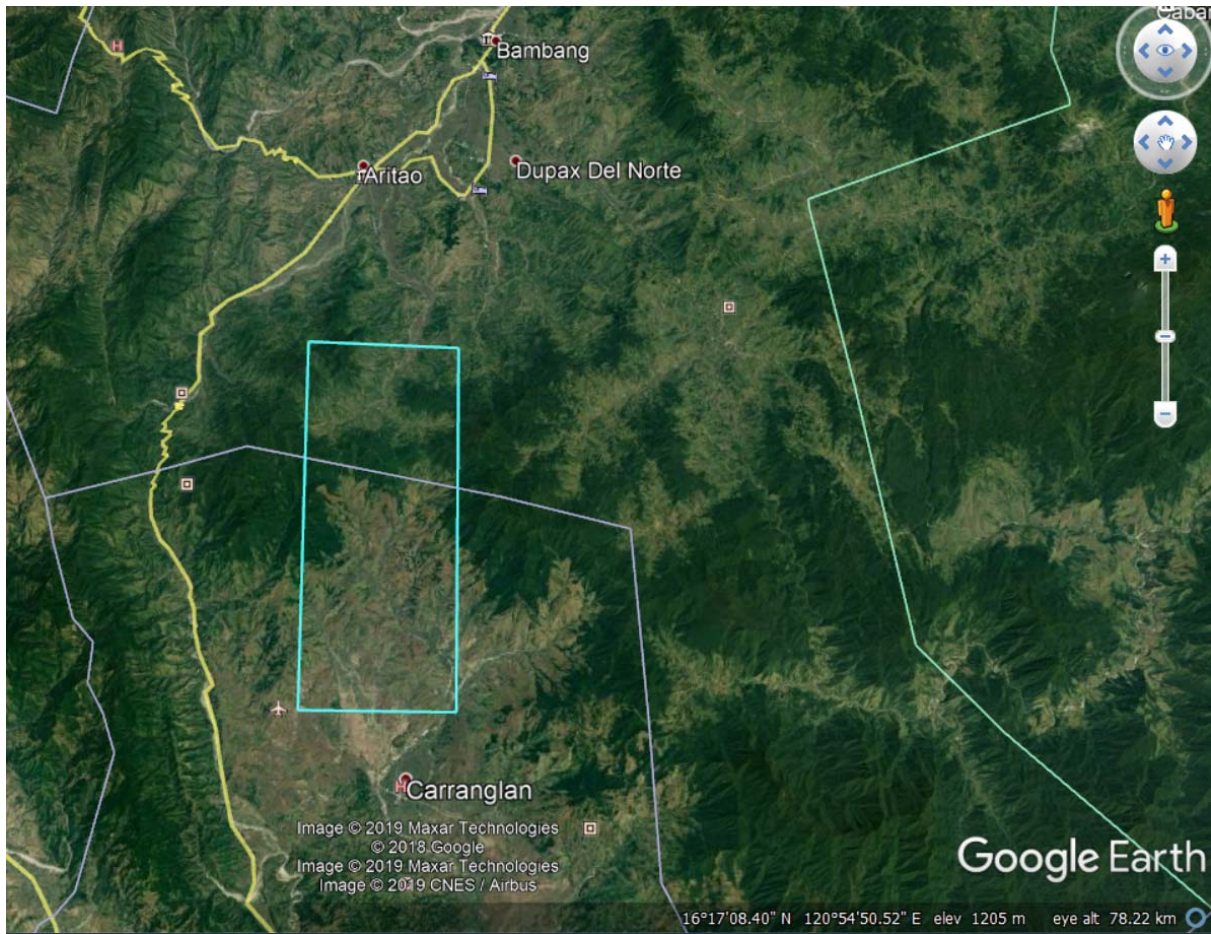 Cabar
H
Bambang
Aritao
Dupax Del Norte
H
Carranglan
Image © 2019 Maxar Technologies
© 2018 Google
Image © 2019 Maxar Technologies
Image © 2019 CNES / Airbus
Google Earth
16°17'08.40" N 120°54'50.52" E elev 1205 m eye alt 78.22 km